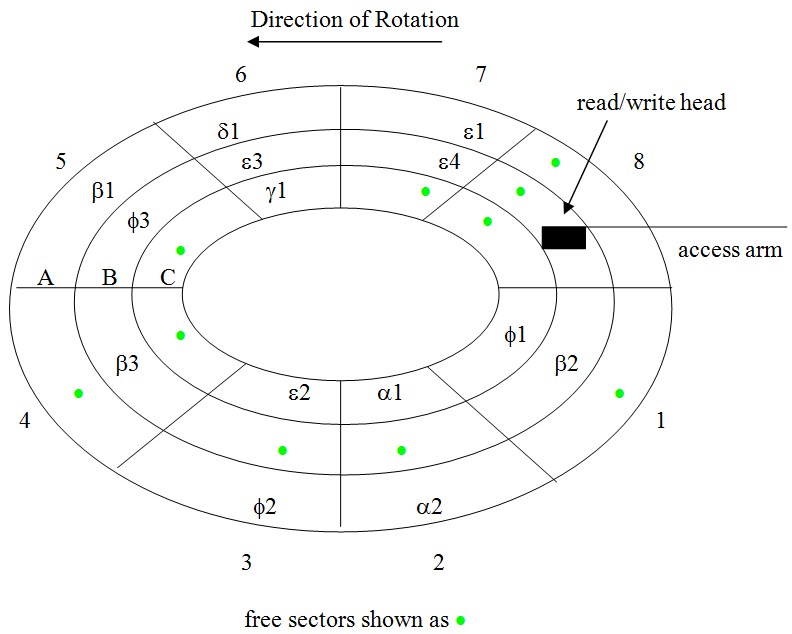 Direction of Rotation
6
7
read/write head
δ1
ε1
5
ε3
ε4
8
β1
γ1
ϕ3
access arm
A B C
ϕ1
β3
β2
ε2
α1
4
1
ϕ2
α2
3
2
free sectors shown as